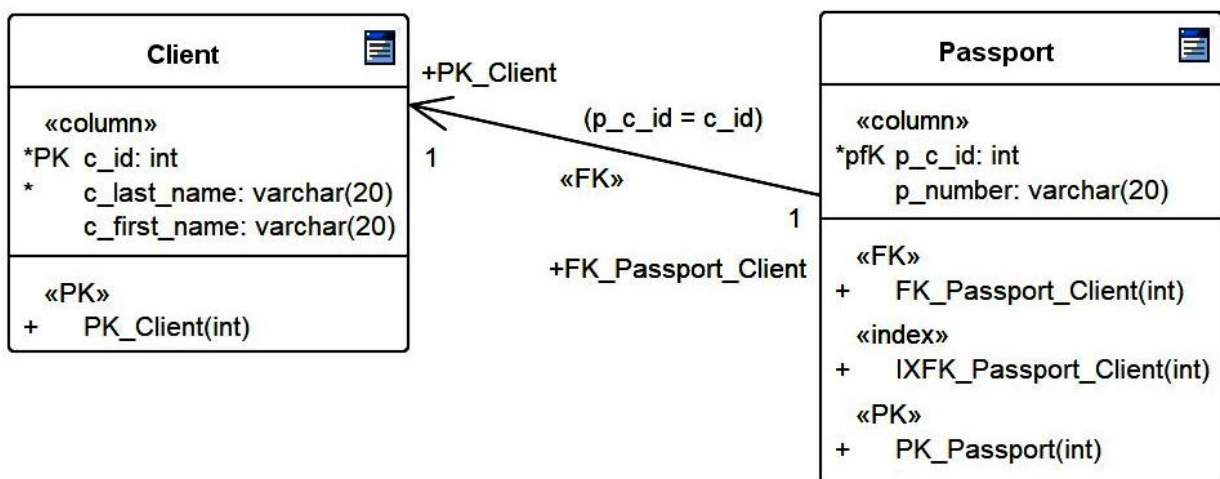 Client
«column»
*PK c_id: int
* c_last_name: varchar(20)
c_first_name: varchar(20)
«PK»
+ PK_Client(int)
+PK_Client
(p_c_id = c_id)
1
«FK»
1
+FK_Passport_Client
Passport
«column»
*pfK p_c_id: int
p_number: varchar(20)
«FK»
+ FK_Passport_Client(int)
«index»
+ IXFK_Passport_Client(int)
«PK»
+ PK_Passport(int)